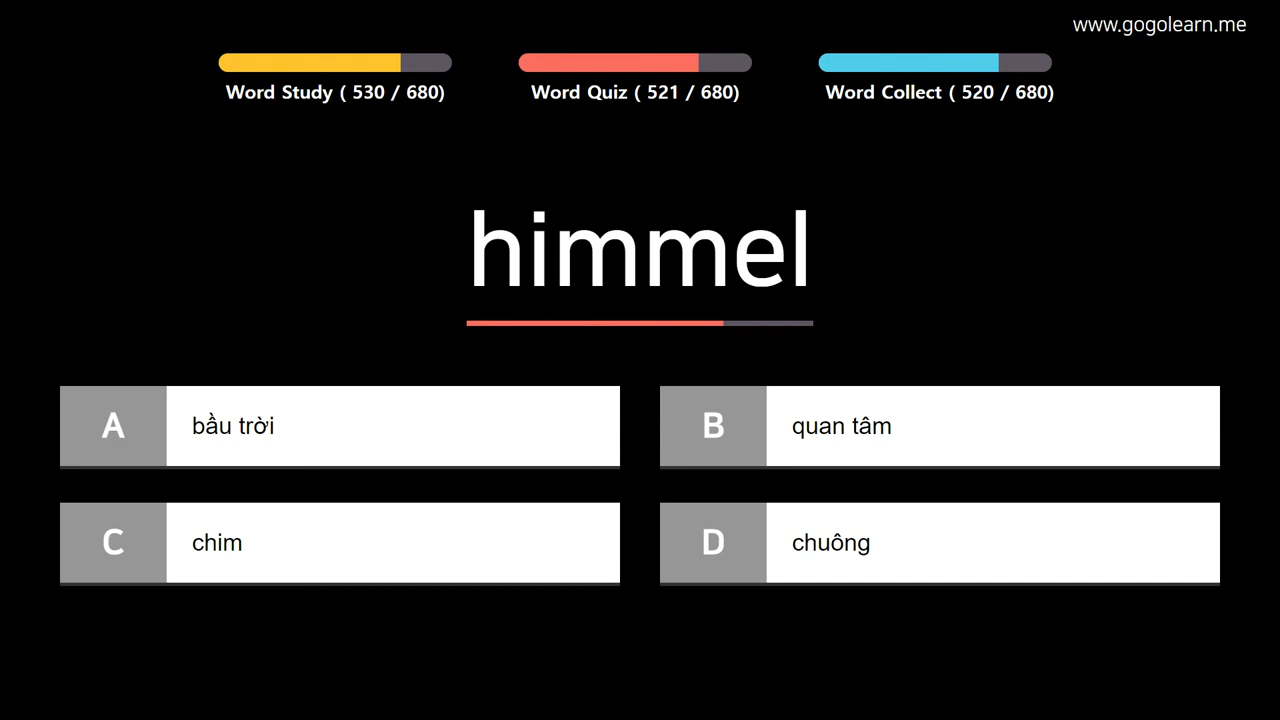 www.gogolearn.me
Word Study ( 530 / 680)
Word Quiz ( 521 / 680)
Word Collect ( 520 / 680)
himmel
A bầu trời
B quan tâm
C chim
D chuông